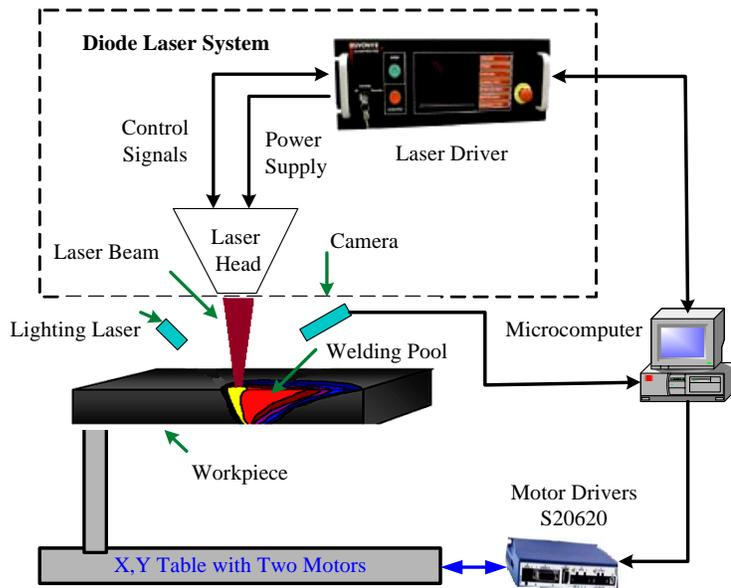 Diode Laser System
Control
Signals
Power
Supply
Laser Driver
Laser
Head
Laser Beam
Camera
Lighting Laser
Microcomputer
Welding Pool
Workpiece
Motor Drivers
S20620
X,Y Table with Two Motors